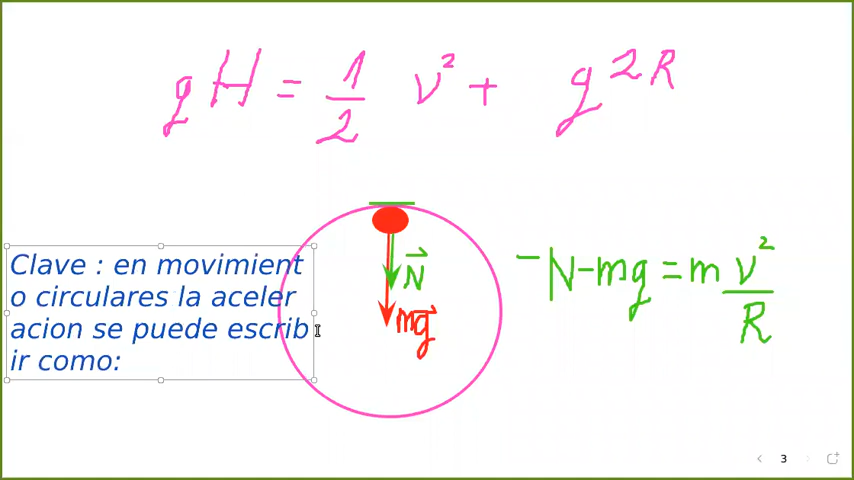 gH = 1/2 v² + g2R
Clave : en movimient
o circulares la aceler
acion se puede escrib
ir como:
N
mg
-N-mg = m v²/R
3